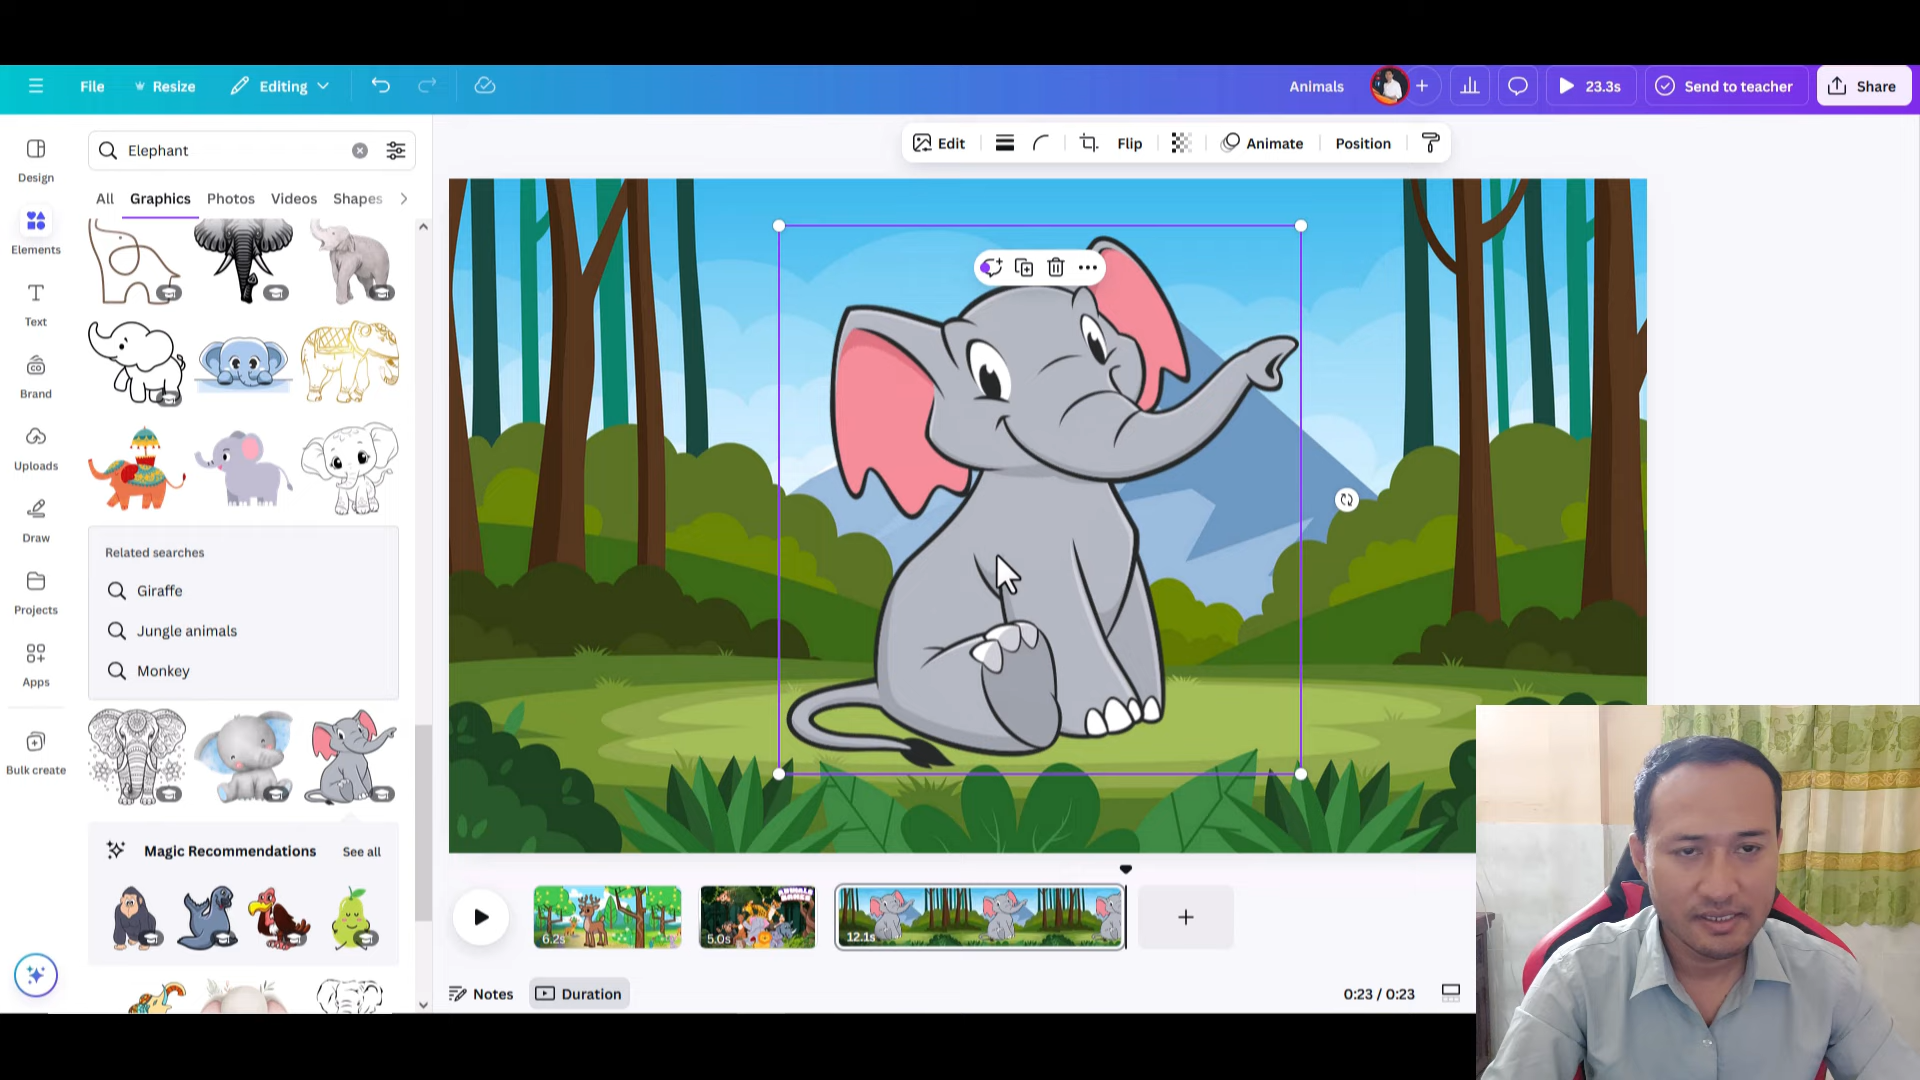 File
Resize
Editing
Animals
23.3s
Send to teacher
Share
Design
Elements
Text
Brand
Uploads
Draw
Projects
Apps
Bulk create
Elephant
All
Graphics
Photos
Videos
Shapes
Related searches
Giraffe
Jungle animals
Monkey
Magic Recommendations
See all
Edit
Flip
Animate
Position
6.2s
5.0s
ANIMALS
12.1s
Notes
Duration
0:23 / 0:23